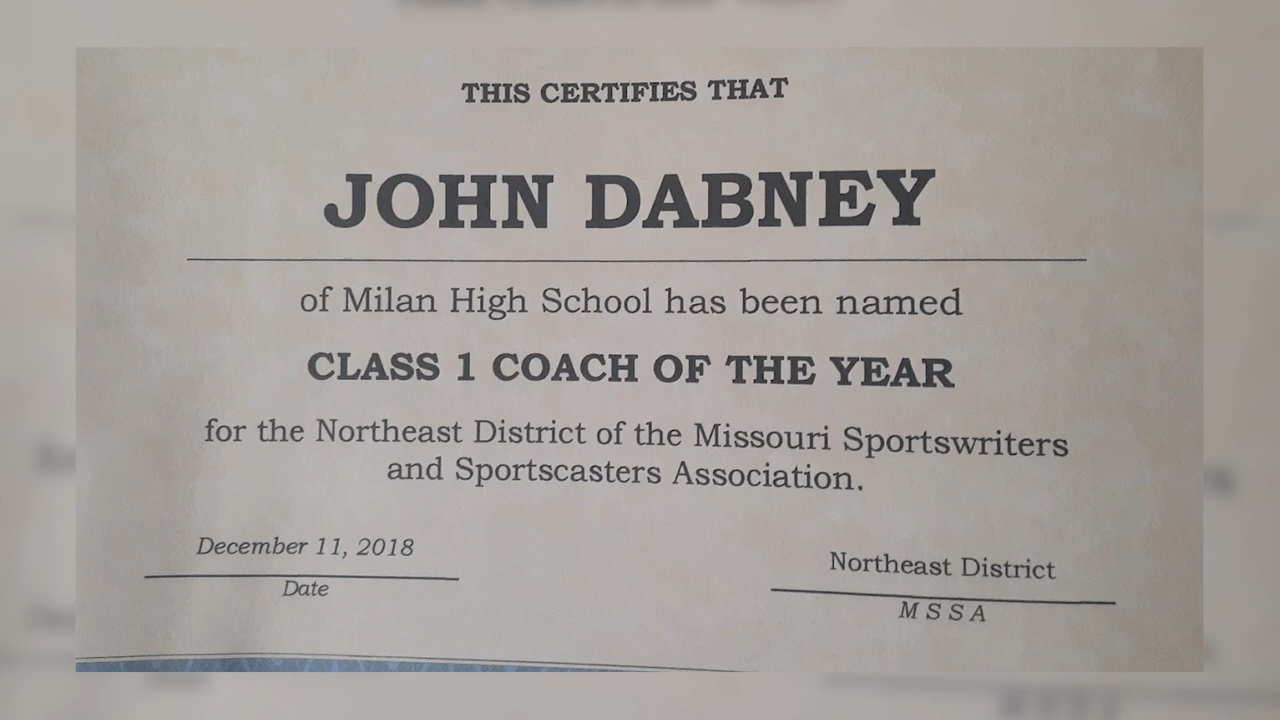 THIS CERTIFIES THAT
JOHN DABNEY
of Milan High School has been named
CLASS 1 COACH OF THE YEAR
for the Northeast District of the Missouri Sportswriters
and Sportscasters Association.
December 11, 2018
Date
Northeast District
M S S A